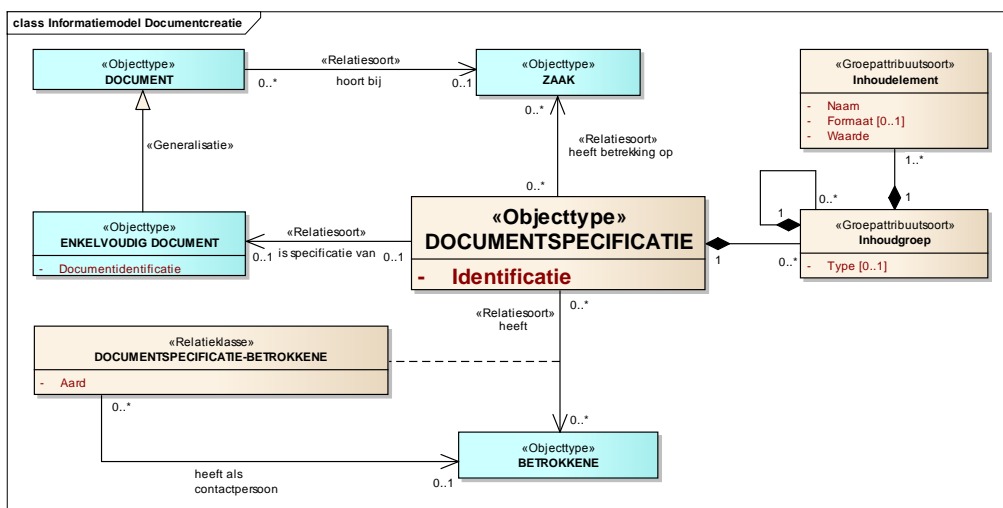 class Informatiemodel Documentcreatie
«Objecttype»
DOCUMENT
0..*
«Relatiesoort»
hoort bij
0..1
«Objecttype»
ZAAK
0..*
«Groepattribuutsoort»
Inhoudelement
- Naam
- Formaat [0..1]
- Waarde
1..*
1
«Generalisatie»
«Relatiesoort»
heeft betrekking op
0..*
«Objecttype»
ENKELVOUDIG DOCUMENT
- Documentidentificatie
0..1
«Relatiesoort»
is specificatie van
0..1
«Objecttype»
DOCUMENTSPECIFICATIE
- Identificatie
1
0..*
1
0..*
«Groepattribuutsoort»
Inhoudgroep
- Type [0..1]
0..*
«Relatiesoort»
heeft
«Relatieklasse»
DOCUMENTSPECIFICATIE-BETROKKENE
- Aard
0..*
0..*
heeft als
contactpersoon
0..1
«Objecttype»
BETROKKENE